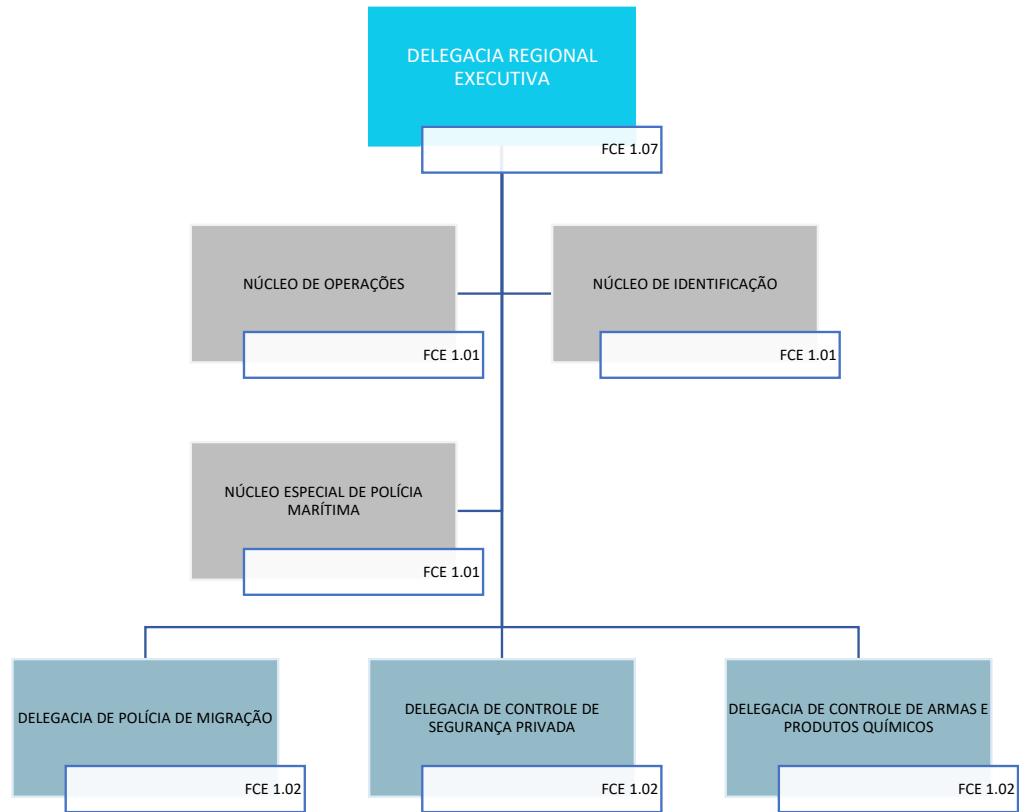 DELEGACIA REGIONAL
EXECUTIVA
FCE 1.07
NÚCLEO DE OPERAÇÕES
FCE 1.01
NÚCLEO DE IDENTIFICAÇÃO
FCE 1.01
NÚCLEO ESPECIAL DE POLÍCIA
MARÍTIMA
FCE 1.01
DELEGACIA DE POLÍCIA DE MIGRAÇÃO
FCE 1.02
DELEGACIA DE CONTROLE DE
SEGURANÇA PRIVADA
FCE 1.02
DELEGACIA DE CONTROLE DE ARMAS E
PRODUTOS QUÍMICOS
FCE 1.02